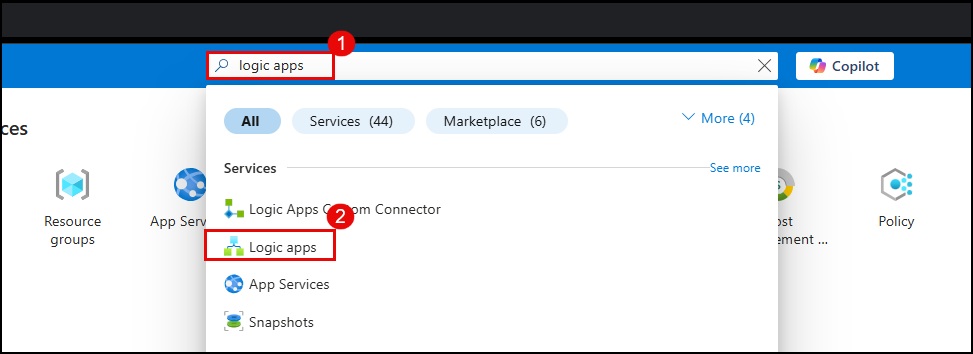 1
logic apps
Copilot
All
Services (44)
Marketplace (6)
More (4)
ces
Services
See more
Resource
groups
App Serv
Logic Apps C om Connector
2
Logic apps
App Services
Snapshots
ost
ement ...
Policy